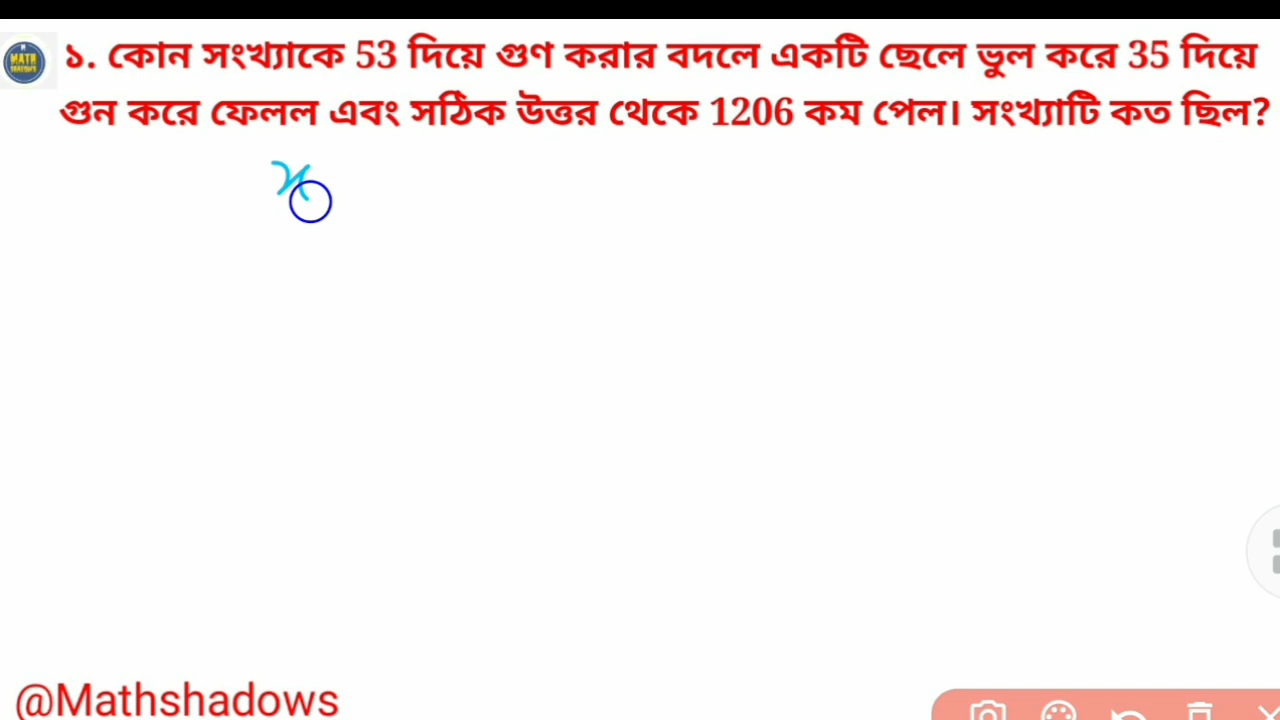 ১. কোন সংখ্যাকে 53 দিয়ে গুণ করার বদলে একটি ছেলে ভুল করে 35 দিয়ে
গুন করে ফেলল এবং সঠিক উত্তর থেকে 1206 কম পেল। সংখ্যাটি কত ছিল?
x
@Mathshadows